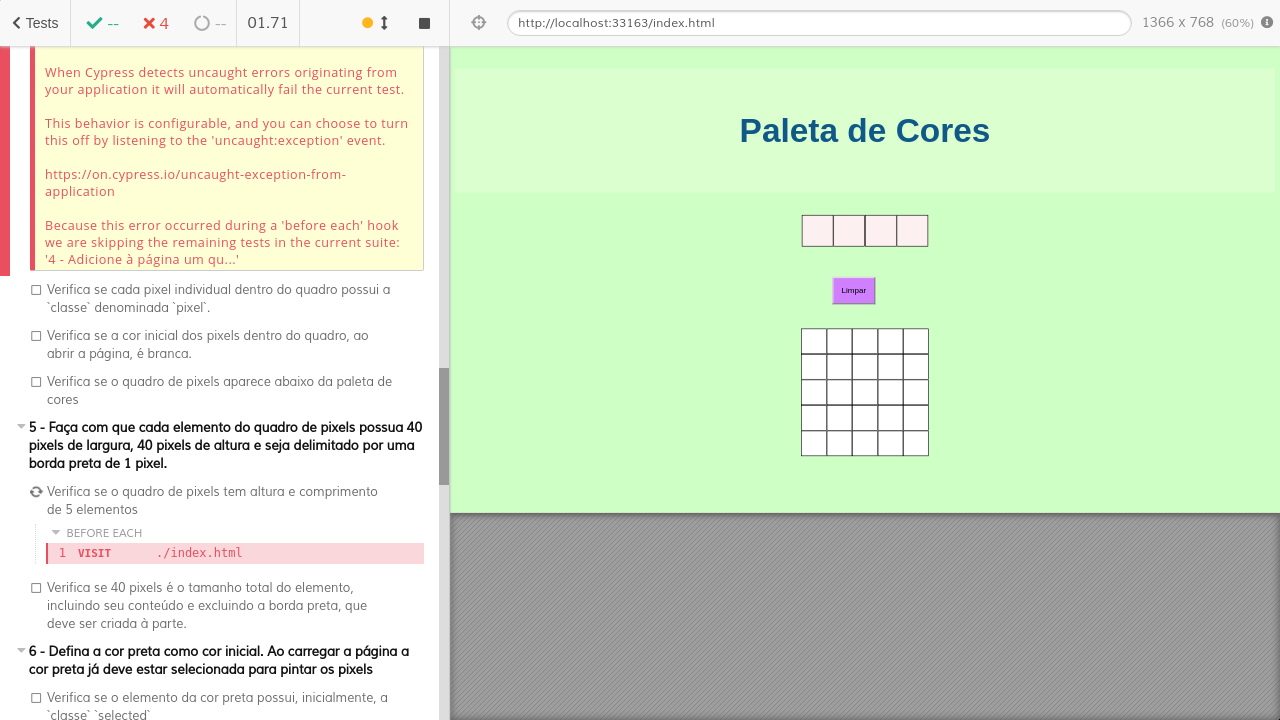 Tests
--
4
--
01.71
http://localhost:33163/index.html
1366 x 768 (60%)
When Cypress detects uncaught errors originating from
your application it will automatically fail the current test.
This behavior is configurable, and you can choose to turn
this off by listening to the 'uncaught:exception' event.
https://on.cypress.io/uncaught-exception-from-
application
Because this error occurred during a 'before each' hook
we are skipping the remaining tests in the current suite:
'4 - Adicione à página um qu...'
Verifica se cada pixel individual dentro do quadro possui a
`classe` denominada `pixel`.
Verifica se a cor inicial dos pixels dentro do quadro, ao
abrir a página, é branca.
Verifica se o quadro de pixels aparece abaixo da paleta de
cores
5 - Faça com que cada elemento do quadro de pixels possua 40
pixels de largura, 40 pixels de altura e seja delimitado por uma
borda preta de 1 pixel.
Verifica se o quadro de pixels tem altura e comprimento
de 5 elementos
BEFORE EACH
1 VISIT ./index.html
Verifica se 40 pixels é o tamanho total do elemento,
incluindo seu conteúdo e excluindo a borda preta, que
deve ser criada à parte.
6 - Defina a cor preta como cor inicial. Ao carregar a página a
cor preta já deve estar selecionada para pintar os pixels
Verifica se o elemento da cor preta possui, inicialmente, a
`classe` `selected`
Paleta de Cores
Limpar